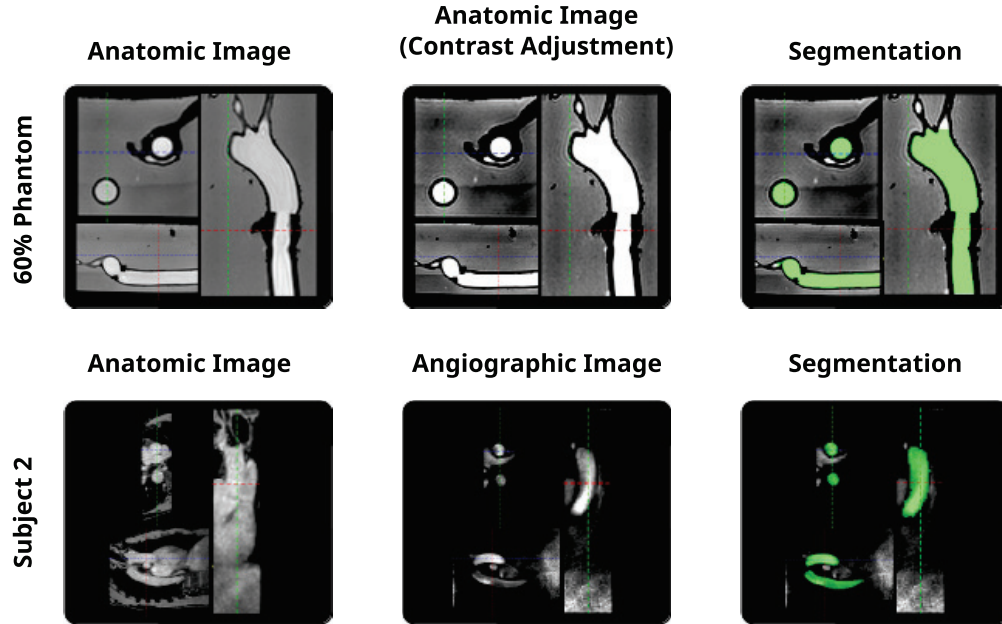 Anatomic Image
Anatomic Image
(Contrast Adjustment)
Segmentation
60% Phantom
Anatomic Image
Angiographic Image
Segmentation
Subject 2